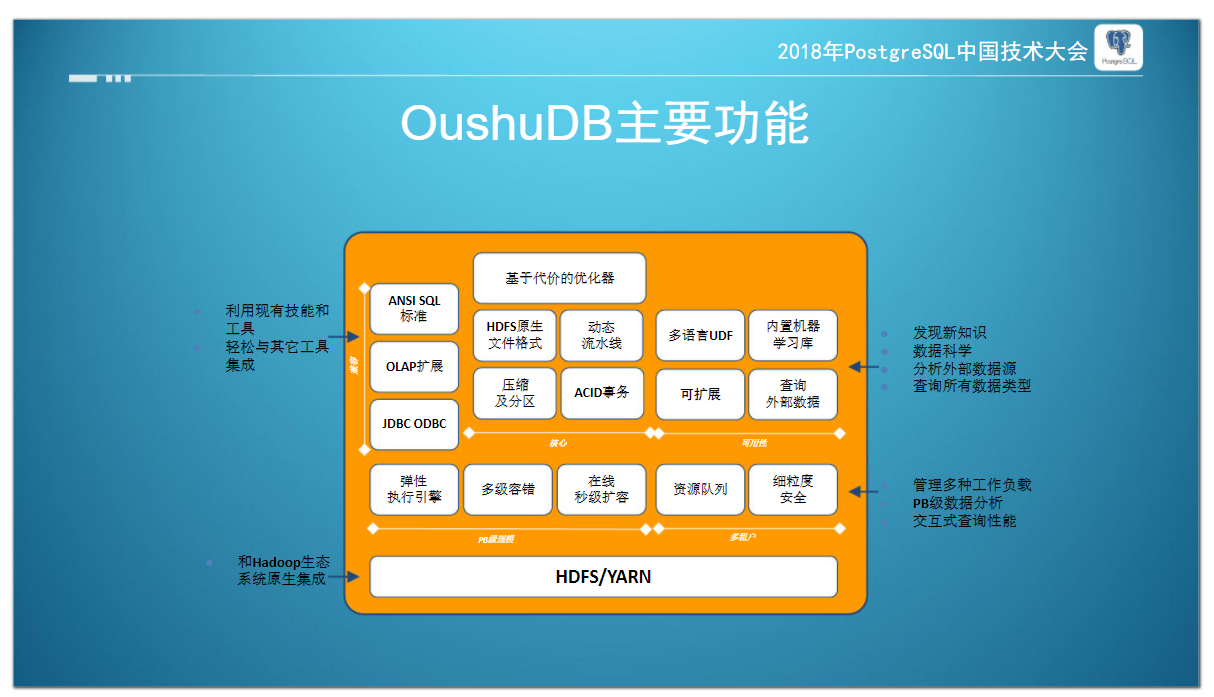 2018年PostgreSQL中国技术大会
PostgreSQL
OushuDB主要功能
利用现有技能和
工具
轻松与其它工具
集成
和Hadoop生态
系统原生集成
兼容
ANSI SQL
标准
OLAP扩展
JDBC ODBC
基于代价的优化器
HDFS原生
文件格式
动态
流水线
压缩
及分区
ACID事务
核心
多语言UDF
内置机器
学习库
可扩展
查询
外部数据
可用性
弹性
执行引擎
多级容错
在线
秒级扩容
PB级规模
资源队列
细粒度
安全
多租户
HDFS/YARN
发现新知识
数据科学
分析外部数据源
查询所有数据类型
管理多种工作负载
PB级数据分析
交互式查询性能